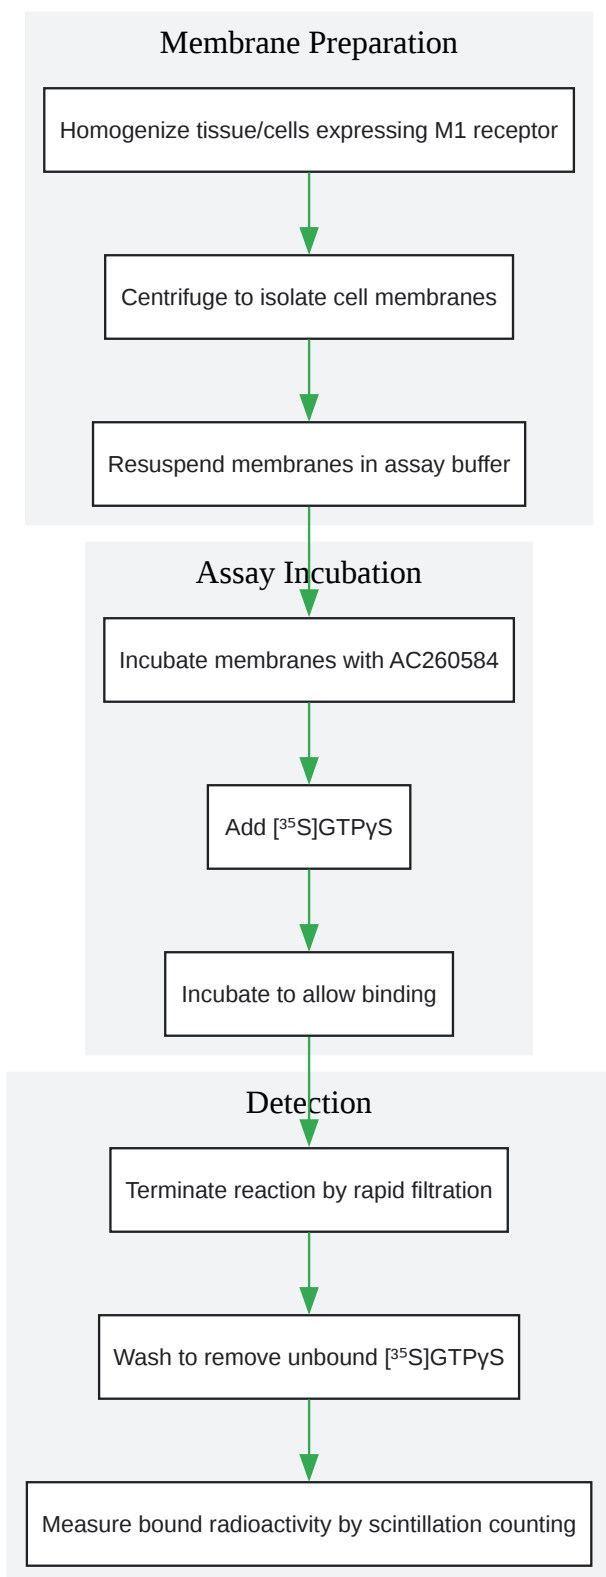 Membrane Preparation
Homogenize tissue/cells expressing M1 receptor
Centrifuge to isolate cell membranes
Resuspend membranes in assay buffer
Assay Incubation
Incubate membranes with AC260584
Add [³⁵S]GTPγS
Incubate to allow binding
Detection
Terminate reaction by rapid filtration
Wash to remove unbound [³⁵S]GTPγS
Measure bound radioactivity by scintillation counting